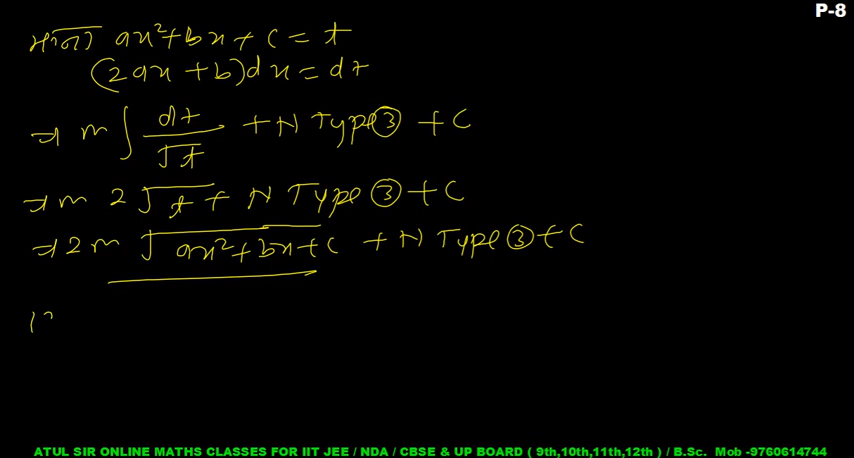 P-8
माना ax²+bx+c=t
(2ax+b)dx=dt
⇒ m ∫ dt/√t + N Type ③ + C
⇒ m 2√t + N Type ③ + C
⇒ 2m √ax²+bx+c + N Type ③ + C
ATUL SIR ONLINE MATHS CLASSES FOR IIT JEE / NDA / CBSE & UP BOARD ( 9th,10th,11th,12th ) / B.Sc. Mob -9760614744